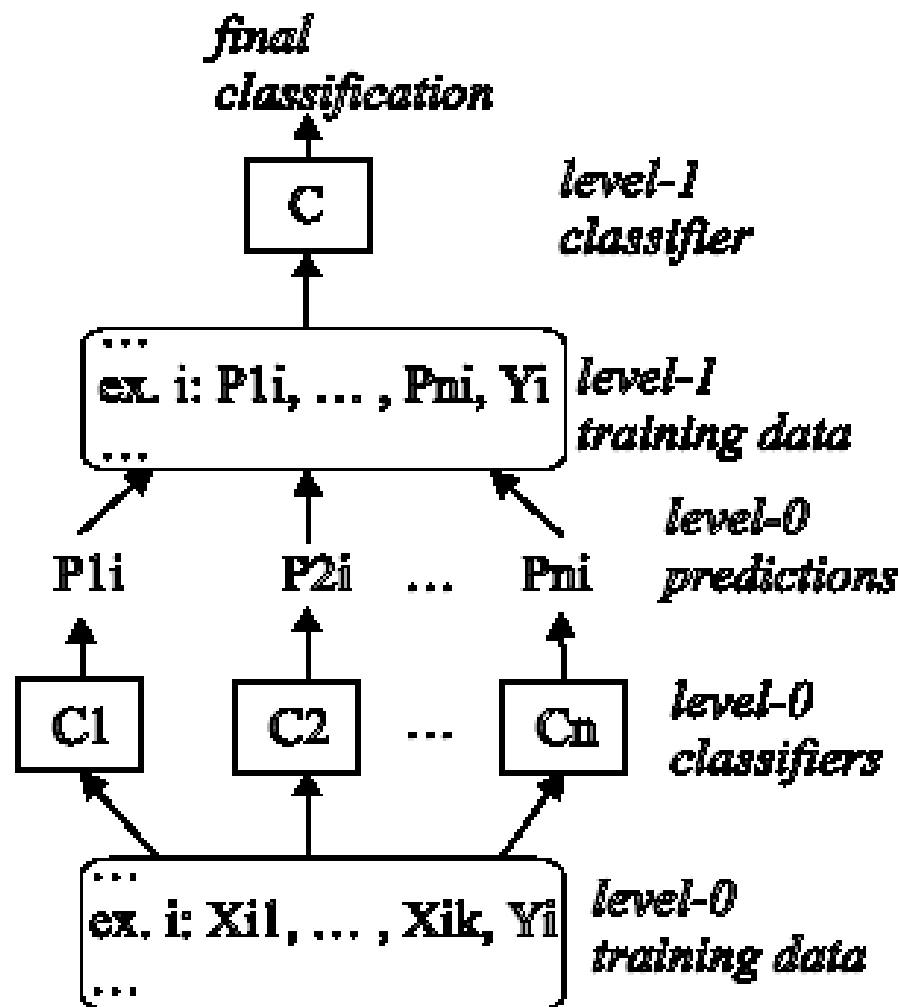 final
classification
C
level-1
classifier
...
ex. i: P1i, ... , Pni, Yi
...
level-1
training data
level-0
predictions
P1i P2i ... Pni
C1 C2 ... Cn
level-0
classifiers
...
ex. i: Xi1, ... , Xik, Yi
...
level-0
training data